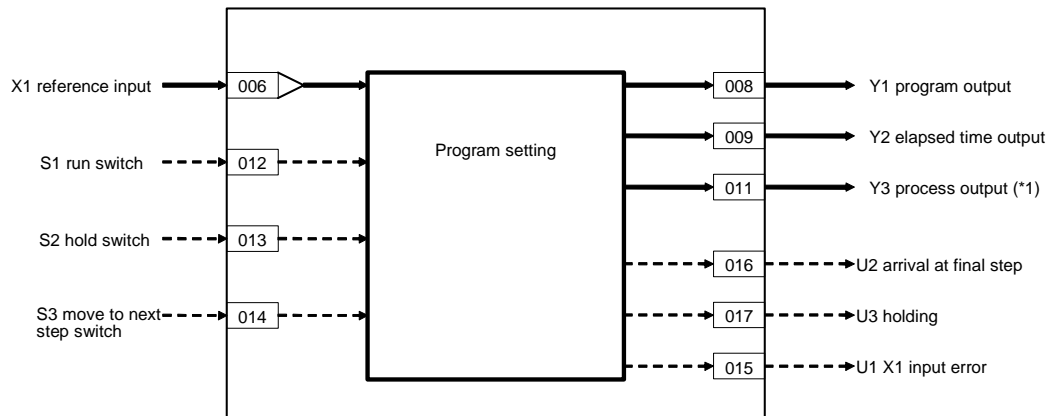 X1 reference input
006
008
Y1 program output
009
Y2 elapsed time output
Program setting
S1 run switch
012
011
Y3 process output (*1)
S2 hold switch
013
016
U2 arrival at final step
S3 move to next
step switch
014
017
U3 holding
015
U1 X1 input error